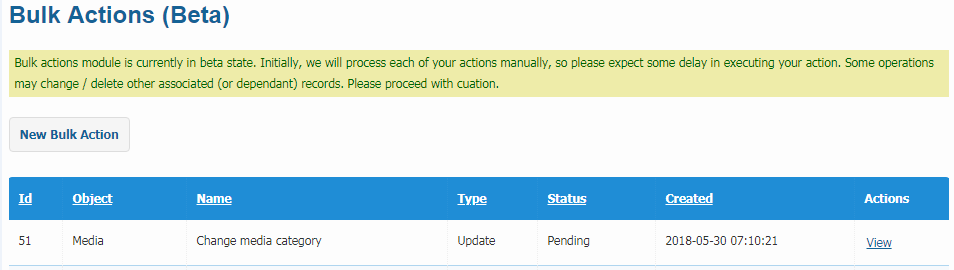 Bulk Actions (Beta)
Bulk actions module is currently in beta state. Initially, we will process each of your actions manually, so please expect some delay in executing your action. Some operations
may change / delete other associated (or dependant) records. Please proceed with cuation.
New Bulk Action
Id Object Name Type Status Created Actions
51 Media Change media category Update Pending 2018-05-30 07:10:21 View